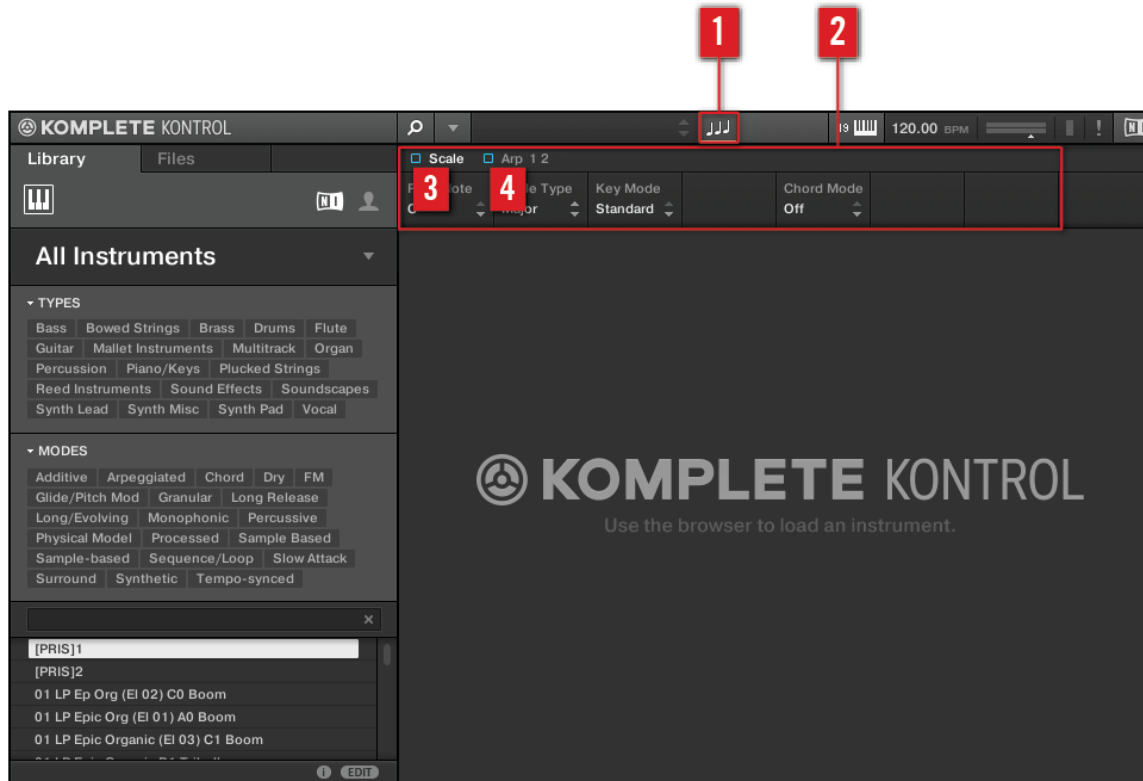 1 2
KOMPLETE KONTROL 19 120.00 BPM ! NI
Library Files Scale Arp 1 2
3 4 Key Mode Chord Mode
NI Major Standard Off
All Instruments
TYPES
Bass Bowed Strings Brass Drums Flute
Guitar Mallet Instruments Multitrack Organ
Percussion Piano/Keys Plucked Strings
Reed Instruments Sound Effects Soundscapes
Synth Lead Synth Misc Synth Pad Vocal
MODES
Additive Arpeggiated Chord Dry FM
Glide/Pitch Mod Granular Long Release
Long/Evolving Monophonic Percussive
Physical Model Processed Sample Based
Sample-based Sequence/Loop Slow Attack
Surround Synthetic Tempo-synced
KOMPLETE KONTROL
Use the browser to load an instrument.
[PRIS]1
[PRIS]2
01 LP Ep Org (El 02) C0 Boom
01 LP Epic Org (El 01) A0 Boom
01 LP Epic Organic (El 03) C1 Boom
i EDIT